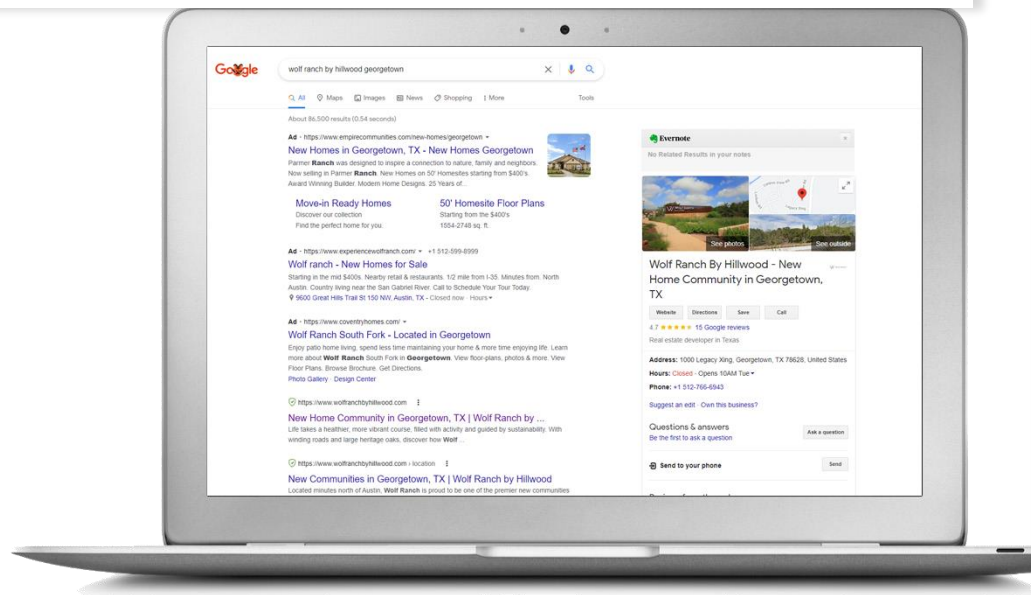 Google
wolf ranch by hillwood georgetown
All Maps Images News Shopping More Tools
About 86,500 results (0.54 seconds)
Ad · https://www.empirecommunities.com/new-homes/georgetown
New Homes in Georgetown, TX - New Homes Georgetown
Parmer Ranch was designed to inspire a connection to nature, family and neighbors.
Now selling in Parmer Ranch. New Homes on 50' Homesites starting from $400's.
Award Winning Builder. Modern Home Designs. 25 Years of...
Move-in Ready Homes
Discover our collection
Find the perfect home for you.
50' Homesite Floor Plans
Starting from the $400's
1554-2748 sq. ft.
Ad · https://www.experiencewolfranch.com/ +1 512-599-8999
Wolf ranch - New Homes for Sale
Starting in the mid $400s. Nearby retail & restaurants. 1/2 mile from I-35. Minutes from. North
Austin. Country living near the San Gabriel River. Call to Schedule Your Tour Today.
9600 Great Hills Trail St 150 NW, Austin, TX - Closed now · Hours
Ad · https://www.coventryhomes.com/
Wolf Ranch South Fork - Located in Georgetown
Enjoy patio home living, spend less time maintaining your home & more time enjoying life. Learn
more about Wolf Ranch South Fork in Georgetown. View floor-plans, photos & more. View
Floor Plans. Browse Brochure. Get Directions.
Photo Gallery · Design Center
https://www.wolfranchbyhillwood.com
New Home Community in Georgetown, TX | Wolf Ranch by ...
Life takes a healthier, more vibrant course, filled with activity and guided by sustainability. With
winding roads and large heritage oaks, discover how Wolf ...
https://www.wolfranchbyhillwood.com › location
New Communities in Georgetown, TX | Wolf Ranch by Hillwood
Located minutes north of Austin, Wolf Ranch is proud to be one of the premier new communities
Evernote
No Related Results in your notes
See photos
See outside
Wolf Ranch By Hillwood - New
Home Community in Georgetown,
TX
Website Directions Save Call
4.7 ★★★★★ 15 Google reviews
Real estate developer in Texas
Address: 1000 Legacy Xing, Georgetown, TX 78628, United States
Hours: Closed · Opens 10AM Tue
Phone: +1 512-766-6943
Suggest an edit · Own this business?
Questions & answers
Be the first to ask a question
Ask a question
Send to your phone
Send